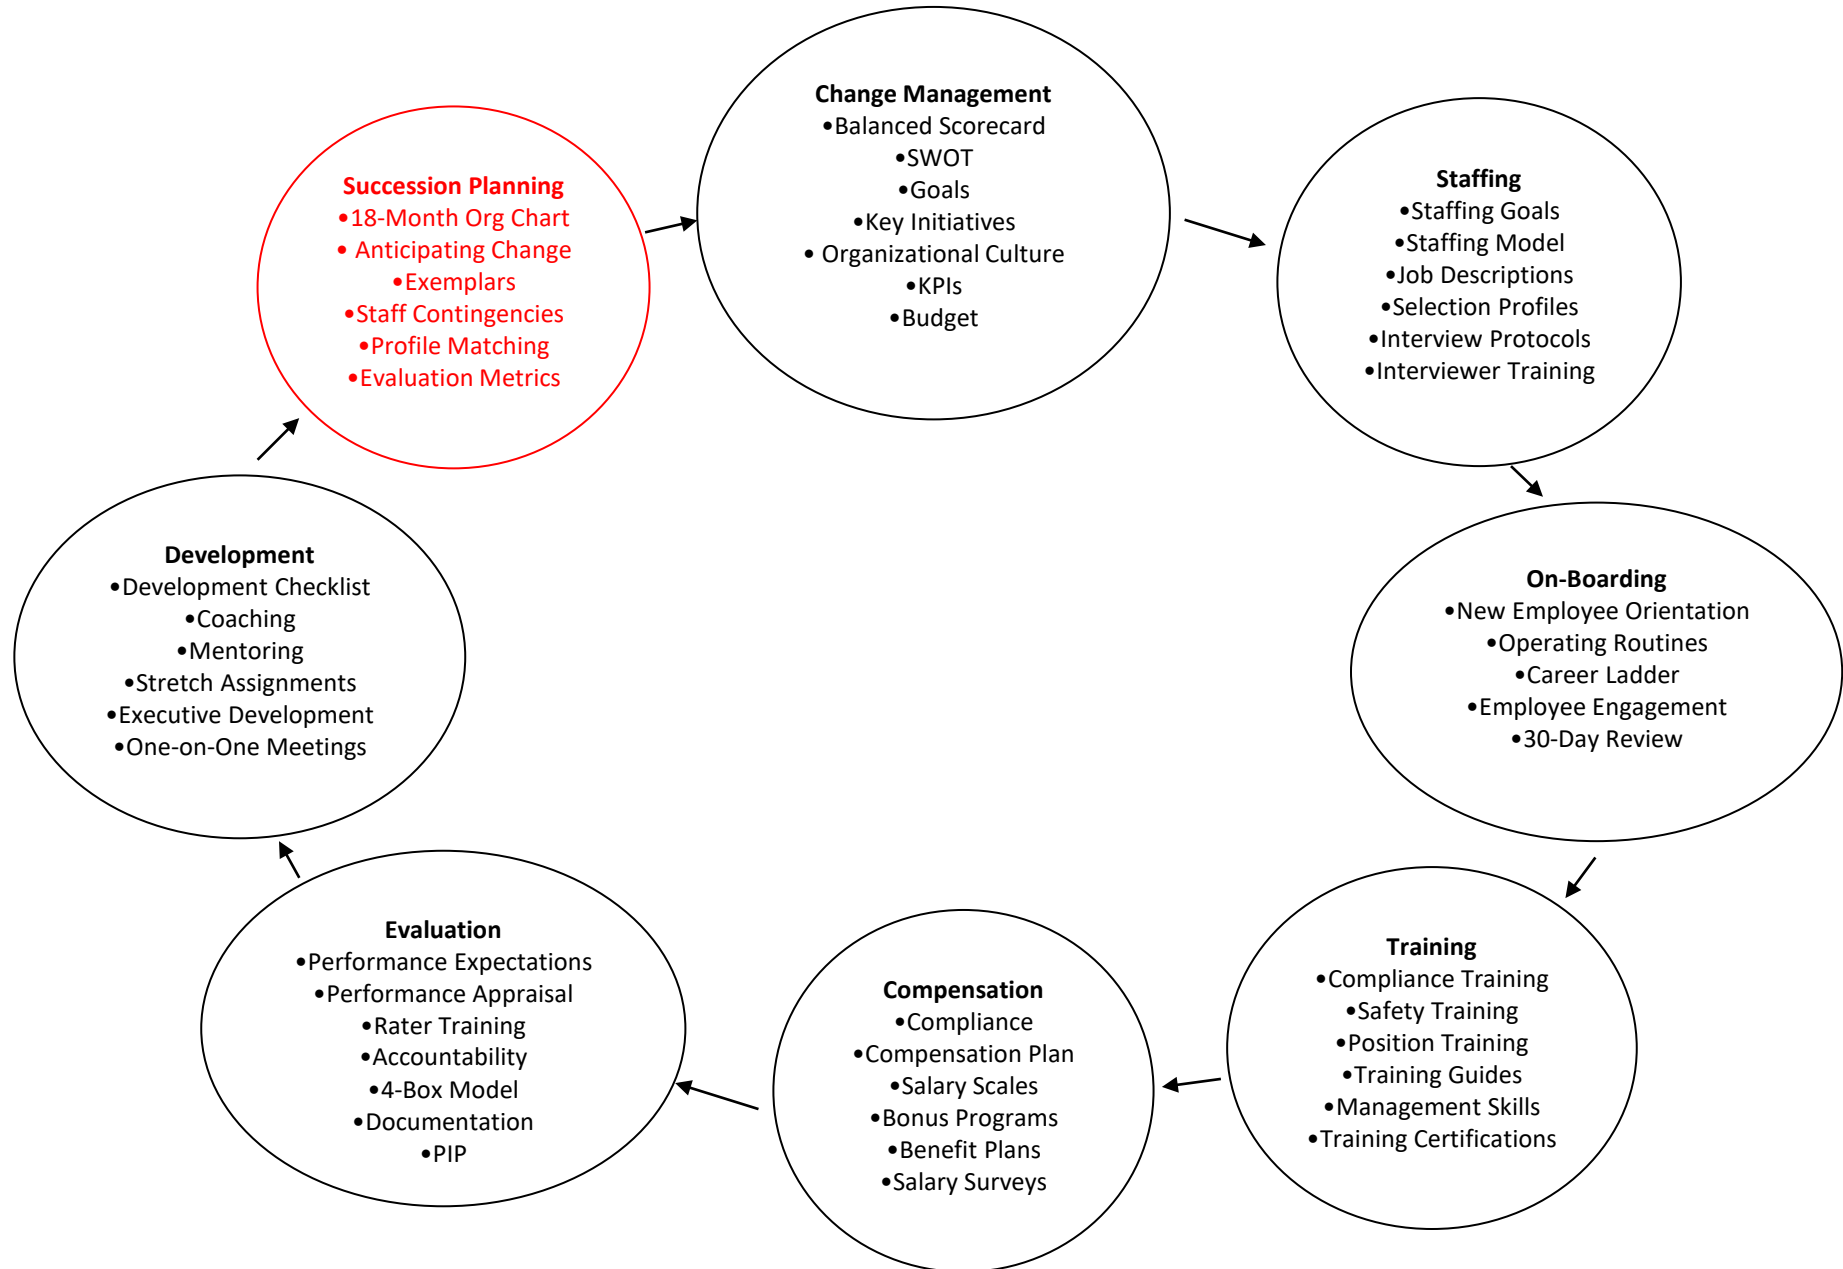 Change Management
•Balanced Scorecard
•SWOT
•Goals
•Key Initiatives
• Organizational Culture
•KPIs
•Budget
Staffing
•Staffing Goals
•Staffing Model
•Job Descriptions
•Selection Profiles
•Interview Protocols
•Interviewer Training
On-Boarding
•New Employee Orientation
•Operating Routines
•Career Ladder
•Employee Engagement
•30-Day Review
Training
•Compliance Training
•Safety Training
•Position Training
•Training Guides
•Management Skills
•Training Certifications
Compensation
•Compliance
•Compensation Plan
•Salary Scales
•Bonus Programs
•Benefit Plans
•Salary Surveys
Evaluation
•Performance Expectations
•Performance Appraisal
•Rater Training
•Accountability
•4-Box Model
•Documentation
•PIP
Development
•Development Checklist
•Coaching
•Mentoring
•Stretch Assignments
•Executive Development
•One-on-One Meetings
Succession Planning
•18-Month Org Chart
• Anticipating Change
•Exemplars
•Staff Contingencies
•Profile Matching
•Evaluation Metrics